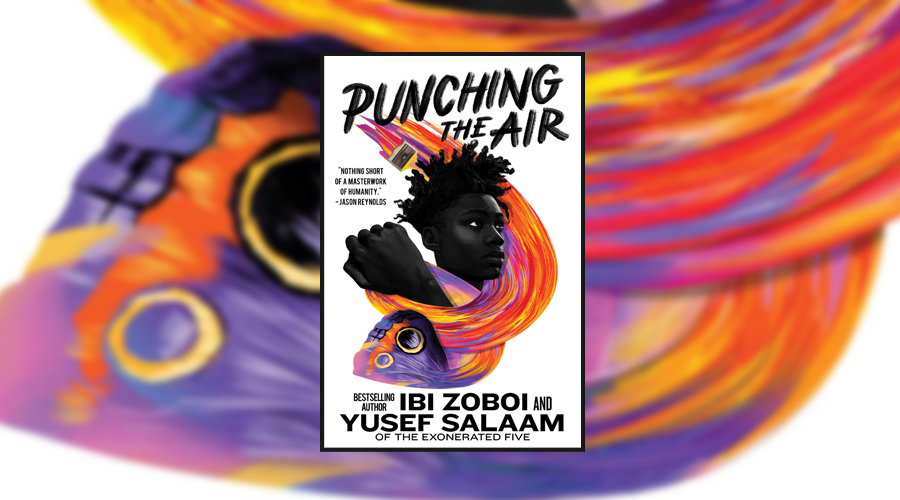 PUNCHING
THE AIR
"NOTHING SHORT
OF A MASTERWORK
OF HUMANITY."
~JASON REYNOLDS
BESTSELLING
AUTHOR IBI ZOBOI AND
YUSEF SALAAM
OF THE EXONERATED FIVE